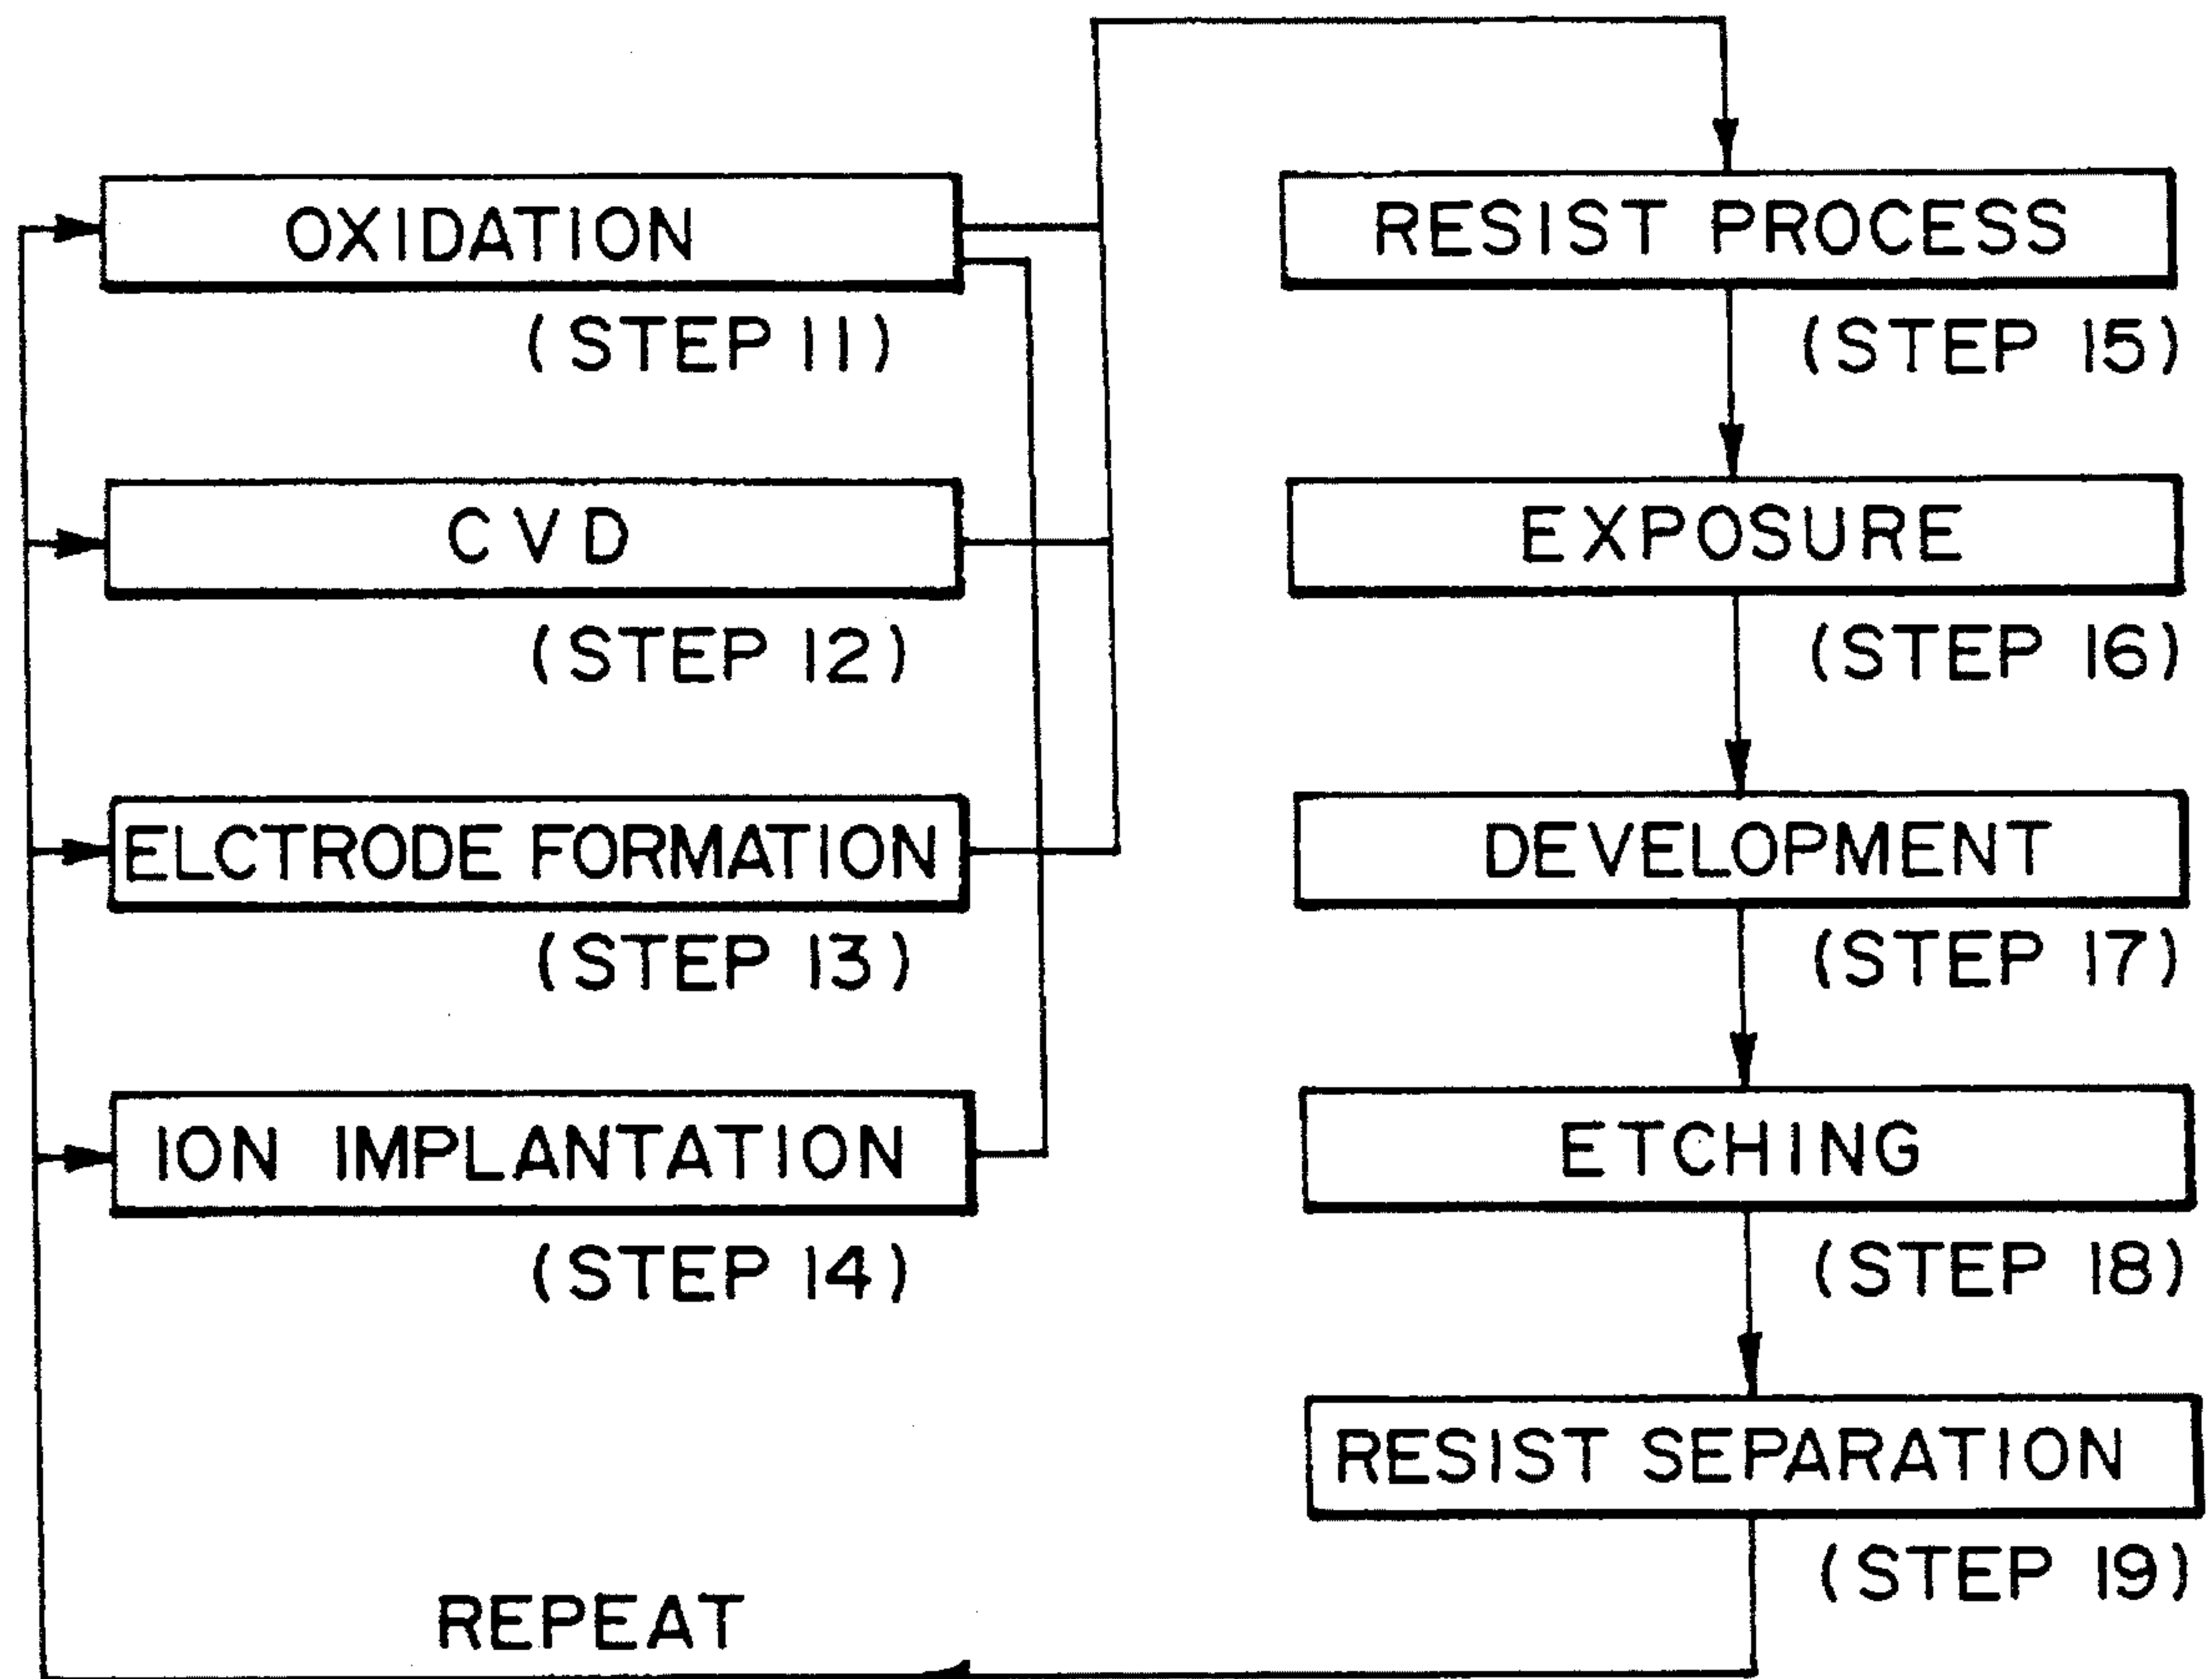 OXIDATION
(STEP 11)
CVD
(STEP 12)
ELCTRODE FORMATION
(STEP 13)
ION IMPLANTATION
(STEP 14)
REPEAT
RESIST PROCESS
(STEP 15)
EXPOSURE
(STEP 16)
DEVELOPMENT
(STEP 17)
ETCHING
(STEP 18)
RESIST SEPARATION
(STEP 19)